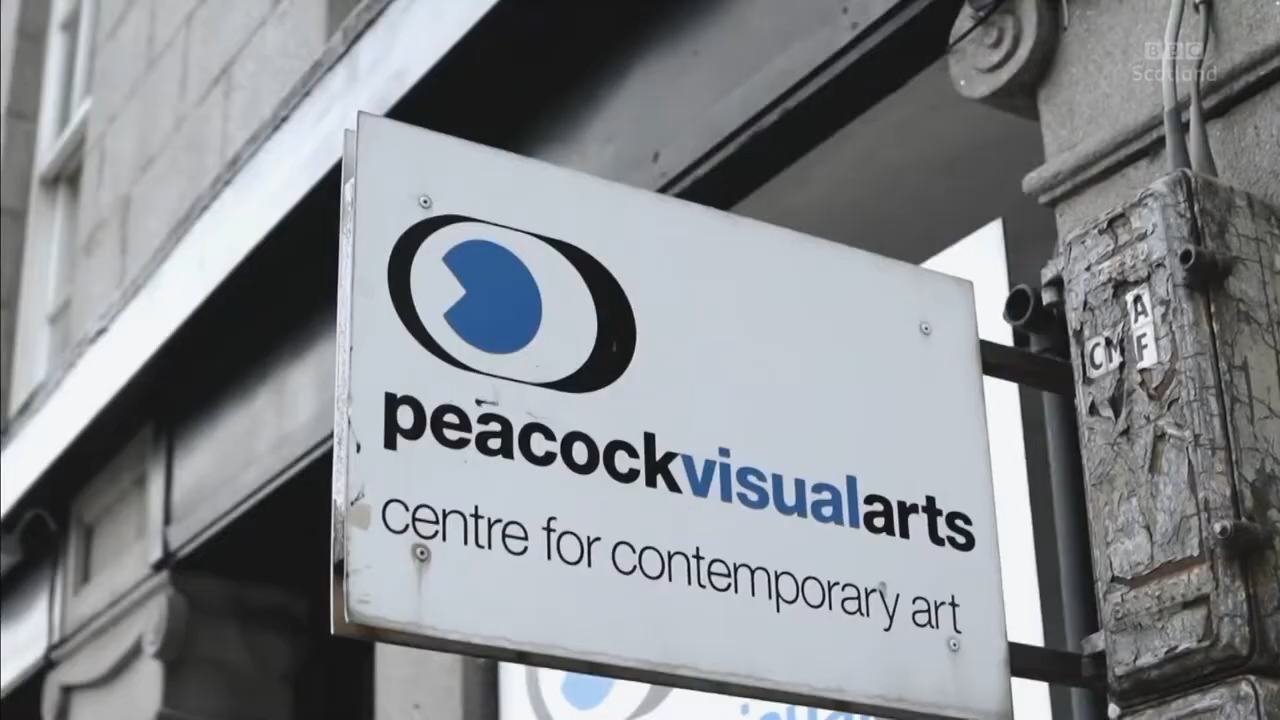 BBC
Scotland
A
CM F
peacockvisualarts
centre for contemporary art